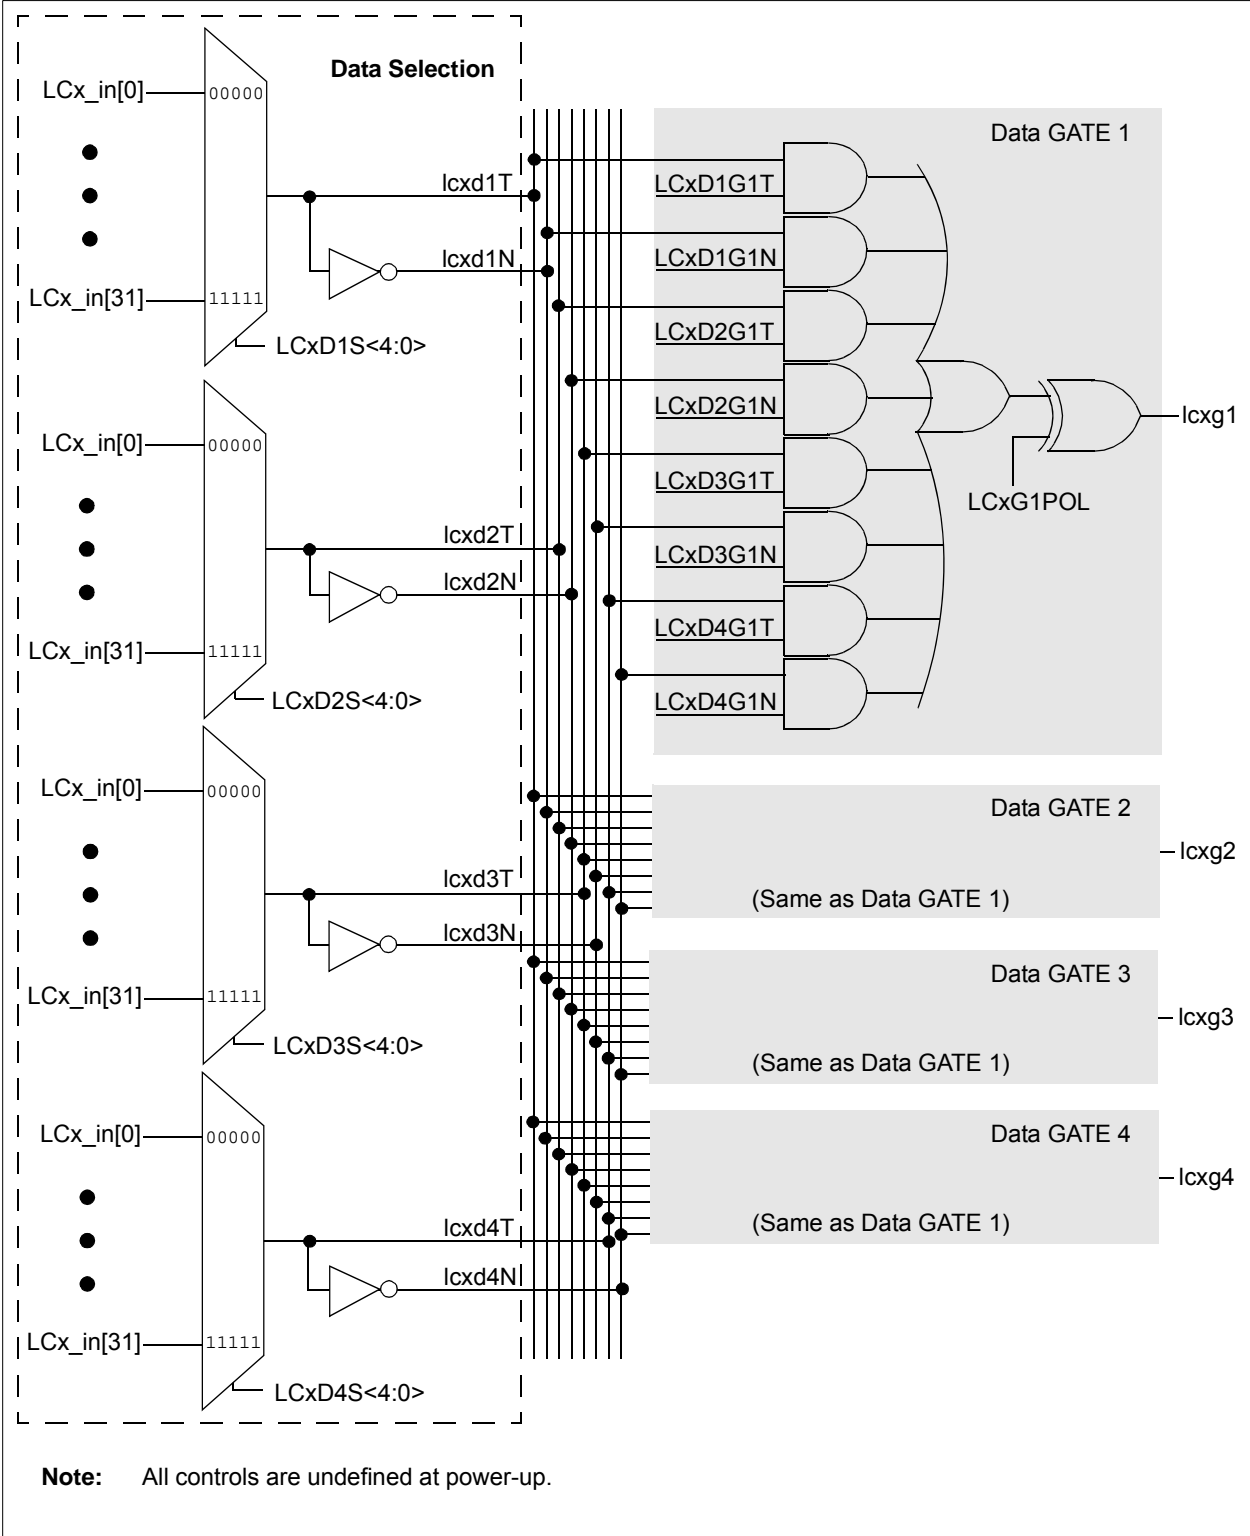 Data Selection
LCx_in[0]
00000
LCx_in[31]
11111
LCxD1S<4:0>
lcxd1T
lcxd1N
LCx_in[0]
00000
LCx_in[31]
11111
LCxD2S<4:0>
lcxd2T
lcxd2N
LCx_in[0]
00000
LCx_in[31]
11111
LCxD3S<4:0>
lcxd3T
lcxd3N
LCx_in[0]
00000
LCx_in[31]
11111
LCxD4S<4:0>
lcxd4T
lcxd4N
Data GATE 1
LCxD1G1T
LCxD1G1N
LCxD2G1T
LCxD2G1N
LCxD3G1T
LCxD3G1N
LCxD4G1T
LCxD4G1N
LCxG1POL
lcxg1
Data GATE 2
(Same as Data GATE 1)
lcxg2
Data GATE 3
(Same as Data GATE 1)
lcxg3
Data GATE 4
(Same as Data GATE 1)
lcxg4
Note: All controls are undefined at power-up.